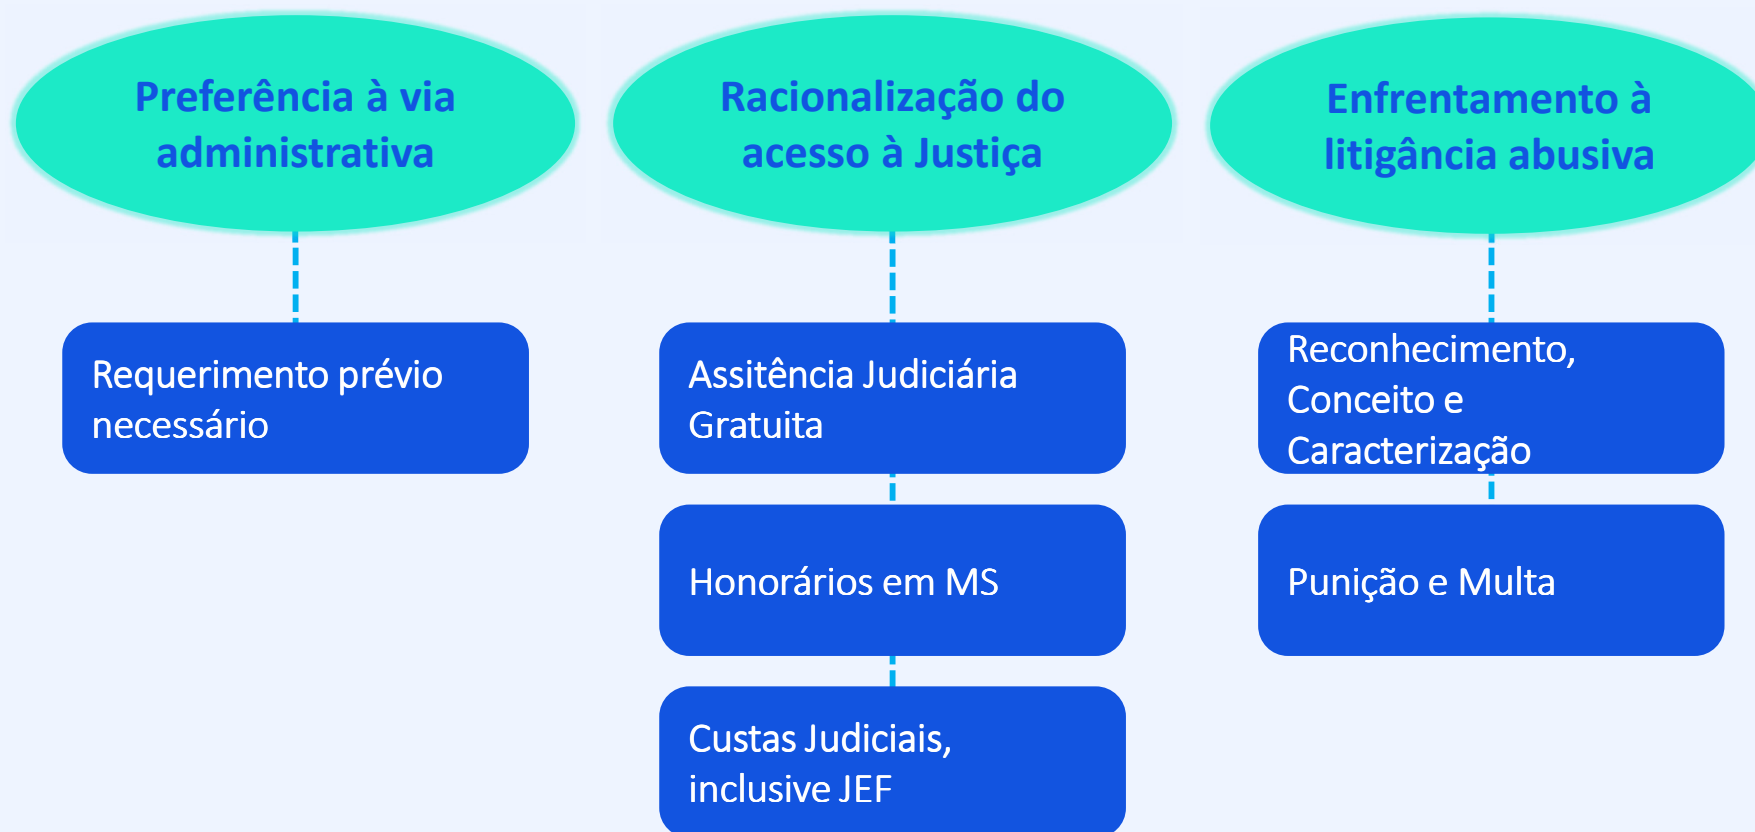 Preferência à via
administrativa
Requerimento prévio
necessário
Racionalização do
acesso à Justiça
Assitência Judiciária
Gratuita
Honorários em MS
Custas Judiciais,
inclusive JEF
Enfrentamento à
litigância abusiva
Reconhecimento,
Conceito e
Caracterização
Punição e Multa